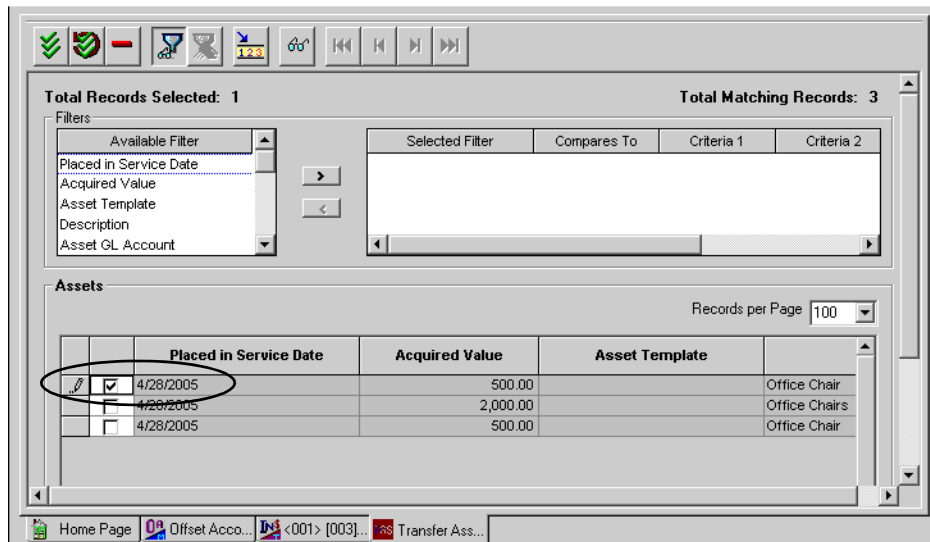 123
Total Records Selected: 1 Total Matching Records: 3
Filters
Available Filter Selected Filter Compares To Criteria 1 Criteria 2
Placed in Service Date
Acquired Value
Asset Template
Description
Asset GL Account
>
<
Assets
Records per Page 100
Placed in Service Date Acquired Value Asset Template
4/28/2005 500.00 Office Chair
4/28/2005 2,000.00 Office Chairs
4/28/2005 500.00 Office Chair
Home Page Offset Acco... <001> [003]... Transfer Ass...